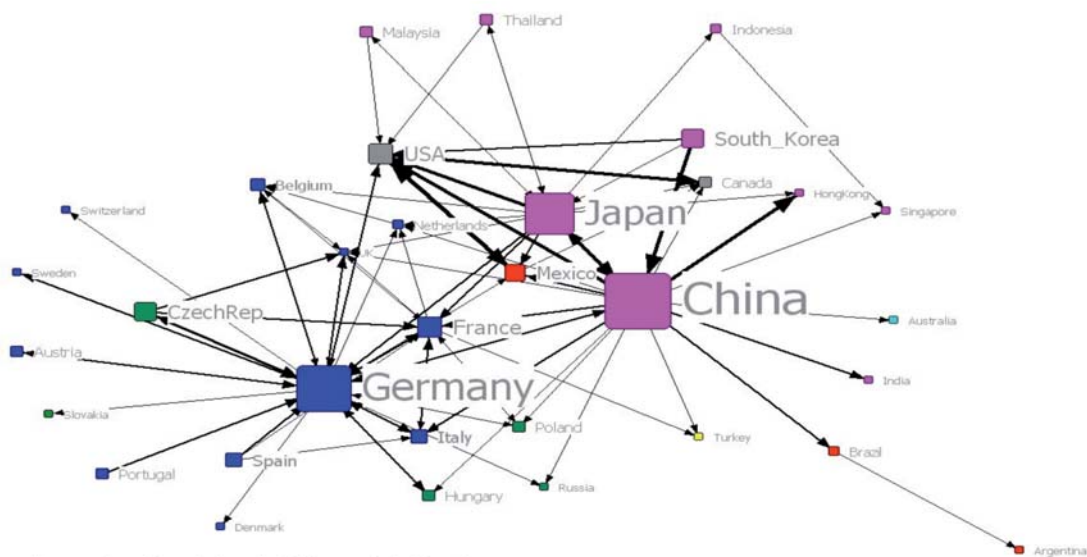 Thailand
Malaysia
Indonesia
South_Korea
USA
Canada
Belgium
HongKong
Switzerland
Japan
Singapore
Netherlands
UK
Sweden
Mexico
China
CzechRep
France
Australia
Austria
Germany
India
Slovakia
Poland
Italy
Turkey
Brazil
Spain
Portugal
Hungary
Russia
Denmark
Argentina